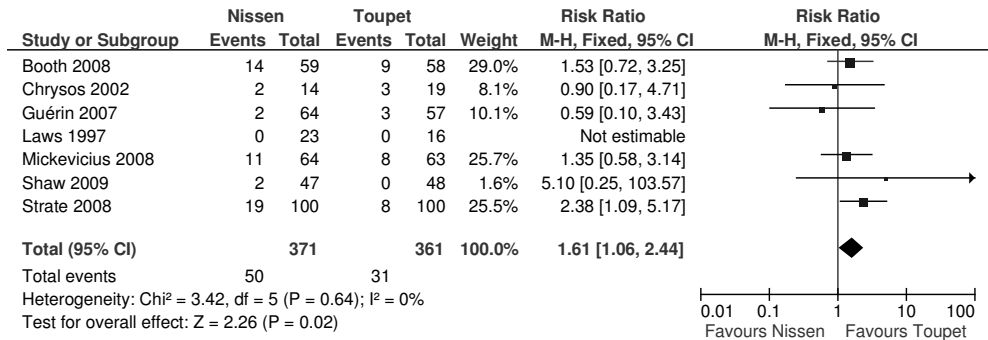 Nissen Toupet Risk Ratio Risk Ratio
Study or Subgroup Events Total Events Total Weight M-H, Fixed, 95% CI M-H, Fixed, 95% CI
Booth 2008 14 59 9 58 29.0% 1.53 [0.72, 3.25]
Chrysos 2002 2 14 3 19 8.1% 0.90 [0.17, 4.71]
Guérin 2007 2 64 3 57 10.1% 0.59 [0.10, 3.43]
Laws 1997 0 23 0 16 Not estimable
Mickevicius 2008 11 64 8 63 25.7% 1.35 [0.58, 3.14]
Shaw 2009 2 47 0 48 1.6% 5.10 [0.25, 103.57]
Strate 2008 19 100 8 100 25.5% 2.38 [1.09, 5.17]
Total (95% CI) 371 361 100.0% 1.61 [1.06, 2.44]
Total events 50 31
Heterogeneity: Chi² = 3.42, df = 5 (P = 0.64); I² = 0%
Test for overall effect: Z = 2.26 (P = 0.02)
0.01 0.1 1 10 100
Favours Nissen Favours Toupet